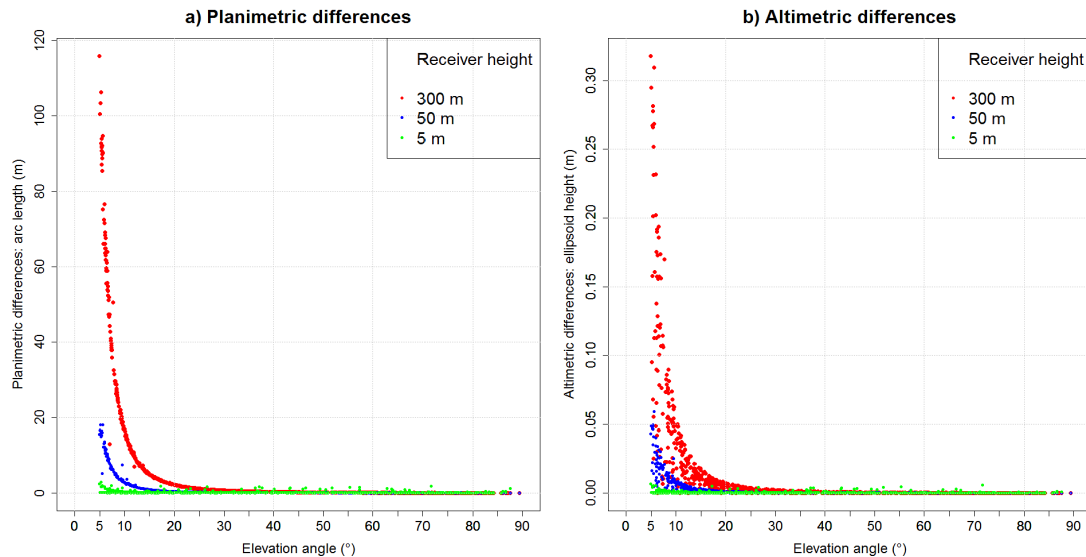 a) Planimetric differences
Planimetric differences: arc length (m)
120
100
80
60
40
20
0
Receiver height
300 m
50 m
5 m
0 5 10 20 30 40 50 60 70 80 90
Elevation angle (°)
b) Altimetric differences
Altimetric differences: ellipsoid height (m)
0.30
0.25
0.20
0.15
0.10
0.05
0.00
Receiver height
300 m
50 m
5 m
0 5 10 20 30 40 50 60 70 80 90
Elevation angle (°)